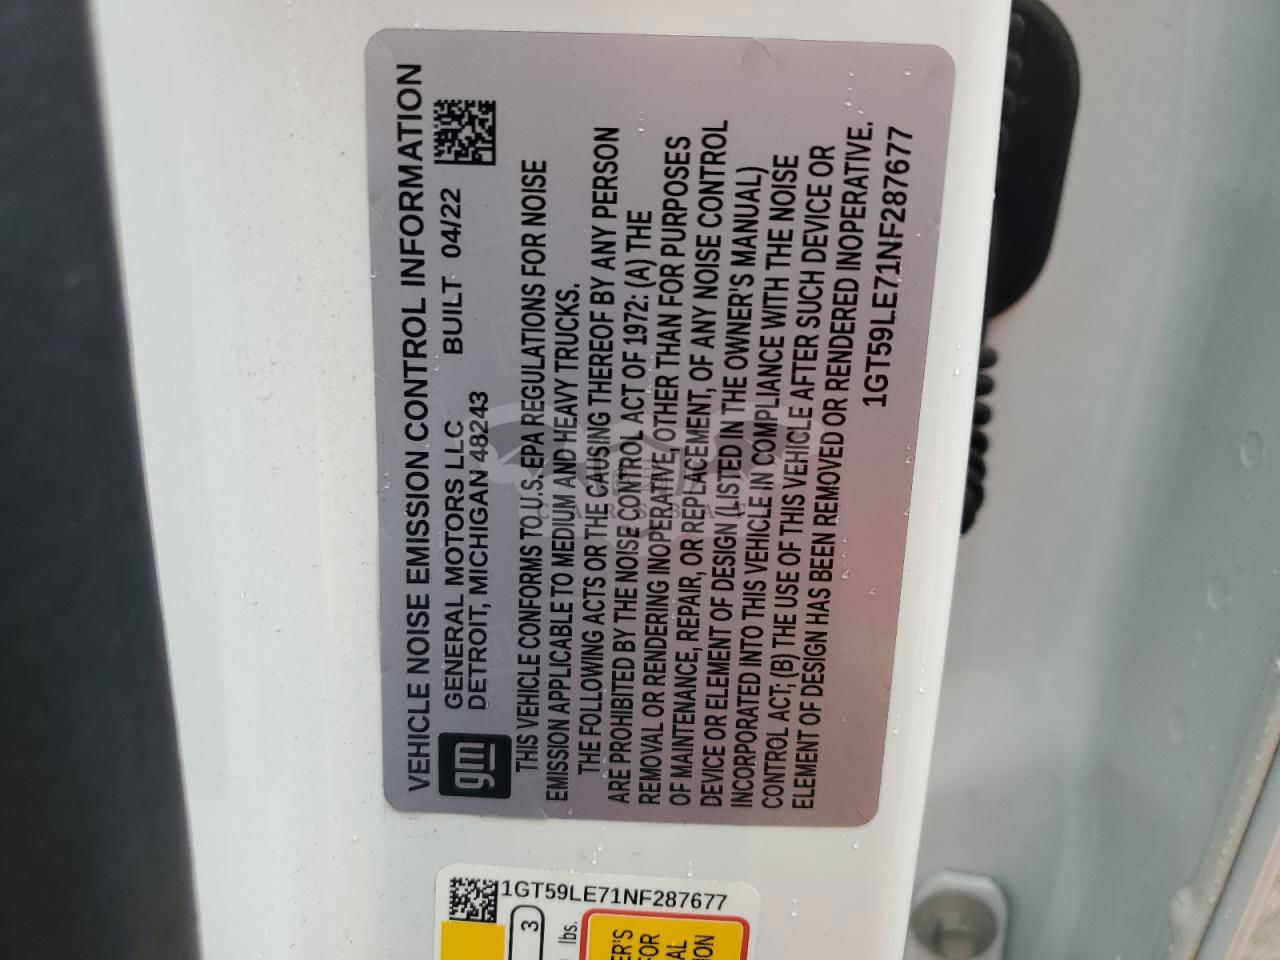 VEHICLE NOISE EMISSION CONTROL INFORMATION
gm
GENERAL MOTORS LLC BUILT 04/22
DETROIT, MICHIGAN 48243
THIS VEHICLE CONFORMS TO U.S. EPA REGULATIONS FOR NOISE
EMISSION APPLICABLE TO MEDIUM AND HEAVY TRUCKS.
THE FOLLOWING ACTS OR THE CAUSING THEREOF BY ANY PERSON
ARE PROHIBITED BY THE NOISE CONTROL ACT OF 1972: (A) THE
REMOVAL OR RENDERING INOPERATIVE, OTHER THAN FOR PURPOSES
OF MAINTENANCE, REPAIR, OR REPLACEMENT, OF ANY NOISE CONTROL
DEVICE OR ELEMENT OF DESIGN (LISTED IN THE OWNER'S MANUAL)
INCORPORATED INTO THIS VEHICLE IN COMPLIANCE WITH THE NOISE
CONTROL ACT; (B) THE USE OF THIS VEHICLE AFTER SUCH DEVICE OR
ELEMENT OF DESIGN HAS BEEN REMOVED OR RENDERED INOPERATIVE.
1GT59LE71NF287677
1GT59LE71NF287677
3
lbs.
ER'S
FOR
AL
ION